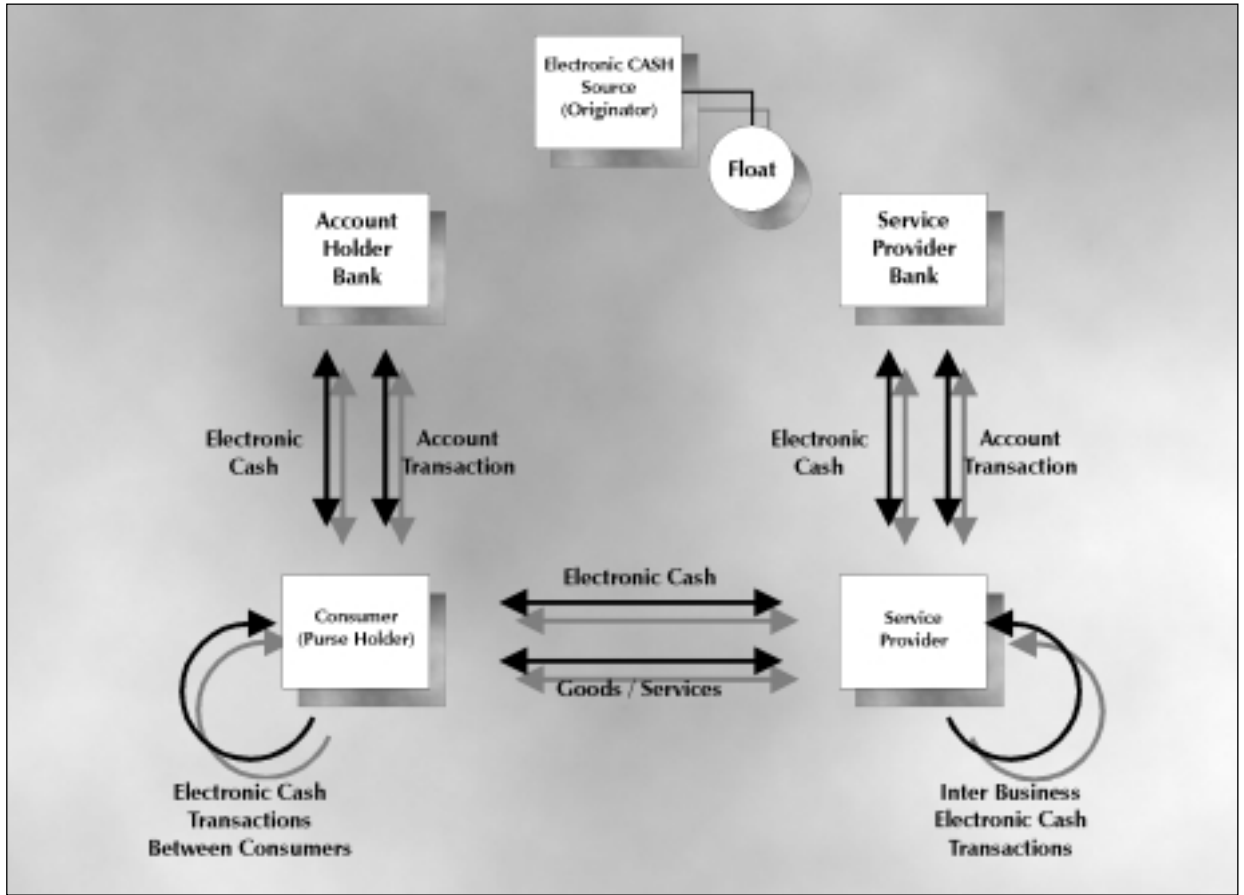 Electronic CASH
Source
(Originator)
Float
Account
Holder
Bank
Service
Provider
Bank
Electronic
Cash
Account
Transaction
Electronic
Cash
Account
Transaction
Electronic Cash
Consumer
(Purse Holder)
Service
Provider
Goods / Services
Electronic Cash
Transactions
Between Consumers
Inter Business
Electronic Cash
Transactions